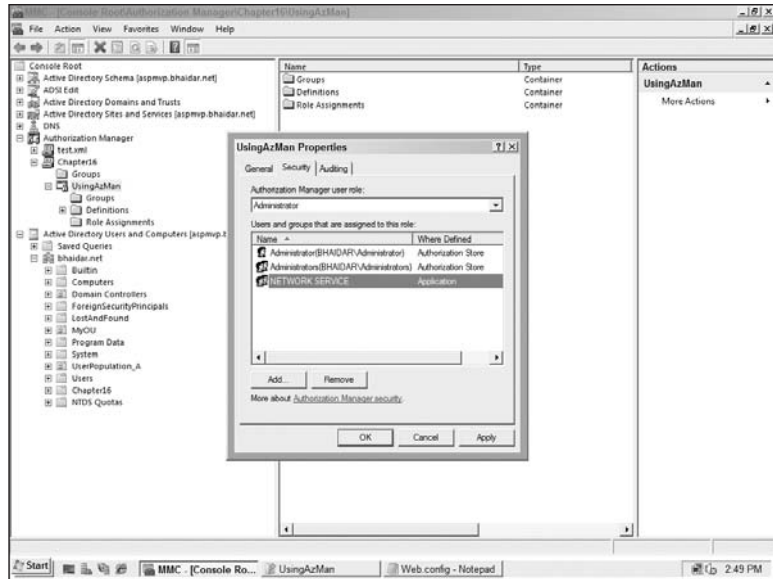 MMC - [Console Root\Authorization Manager\Chapter16\UsingAzMan]
File Action View Favorites Window Help
Console Root
Active Directory Schema [aspmvp.bhaidar.net]
ADSI Edit
Active Directory Domains and Trusts
Active Directory Sites and Services [aspmvp.bhaidar.net]
DNS
Authorization Manager
test.xml
Chapter16
Groups
UsingAzMan
Groups
Definitions
Role Assignments
Active Directory Users and Computers [aspmvp.b
Saved Queries
bhaidar.net
Builtin
Computers
Domain Controllers
ForeignSecurityPrincipals
LostAndFound
MyOU
Program Data
System
UserPopulation_A
Users
Chapter16
NTDS Quotas
Name Type
Groups Container
Definitions Container
Role Assignments Container
Actions
UsingAzMan
More Actions
UsingAzMan Properties
General Security Auditing
Authorization Manager user role:
Administrator
Users and groups that are assigned to this role:
Name Where Defined
Administrator(BHAIDAR\Administrator) Authorization Store
Administrators(BHAIDAR\Administrators) Authorization Store
NETWORK SERVICE Application
Add... Remove
More about Authorization Manager security.
OK Cancel Apply
Start MMC - [Console Ro... UsingAzMan Web.config - Notepad 2:49 PM